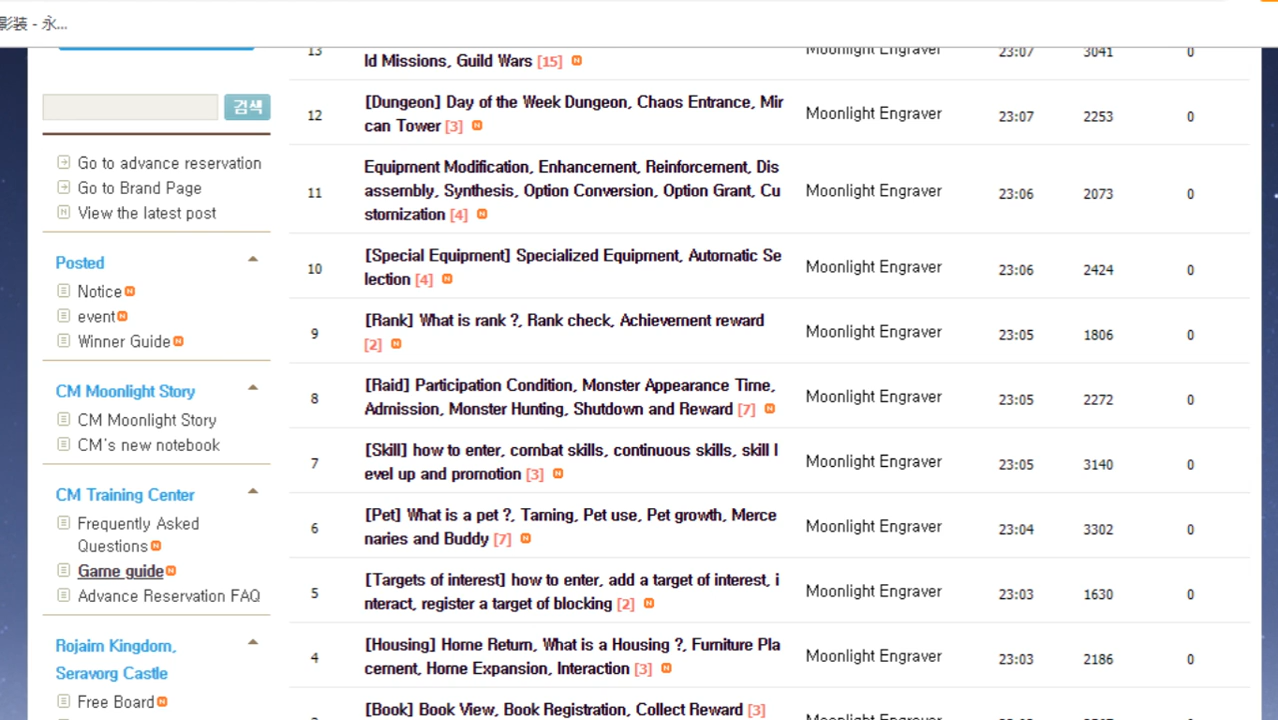 影装 - 永...
검색
Go to advance reservation
Go to Brand Page
View the latest post
Posted
Notice N
event N
Winner Guide N
CM Moonlight Story
CM Moonlight Story
CM's new notebook
CM Training Center
Frequently Asked
Questions N
Game guide N
Advance Reservation FAQ
Rojairn Kingdom,
Seravorg Castle
Free Board N
13 Moonlight Engraver 23:07 3041 0
ld Missions, Guild Wars [15] N
[Dungeon] Day of the Week Dungeon, Chaos Entrance, Mir
12 Moonlight Engraver 23:07 2253 0
can Tower [3] N
Equipment Modification, Enhancement, Reinforcement, Dis
11 assembly, Synthesis, Option Conversion, Option Grant, Cu Moonlight Engraver 23:06 2073 0
stomization [4] N
[Special Equipment] Specialized Equipment, Automatic Se
10 Moonlight Engraver 23:06 2424 0
lection [4] N
[Rank] What is rank ?, Rank check, Achievement reward
9 Moonlight Engraver 23:05 1806 0
[2] N
[Raid] Participation Condition, Monster Appearance Time,
8 Moonlight Engraver 23:05 2272 0
Admission, Monster Hunting, Shutdown and Reward [7] N
[Skill] how to enter, combat skills, continuous skills, skill l
7 Moonlight Engraver 23:05 3140 0
evel up and promotion [3] N
[Pet] What is a pet ?, Taming, Pet use, Pet growth, Merce
6 Moonlight Engraver 23:04 3302 0
naries and Buddy [7] N
[Targets of interest] how to enter, add a target of interest, i
5 Moonlight Engraver 23:03 1630 0
nteract, register a target of blocking [2] N
[Housing] Home Return, What is a Housing ?, Furniture Pla
4 Moonlight Engraver 23:03 2186 0
cement, Home Expansion, Interaction [3] N
[Book] Book View, Book Registration, Collect Reward [3]